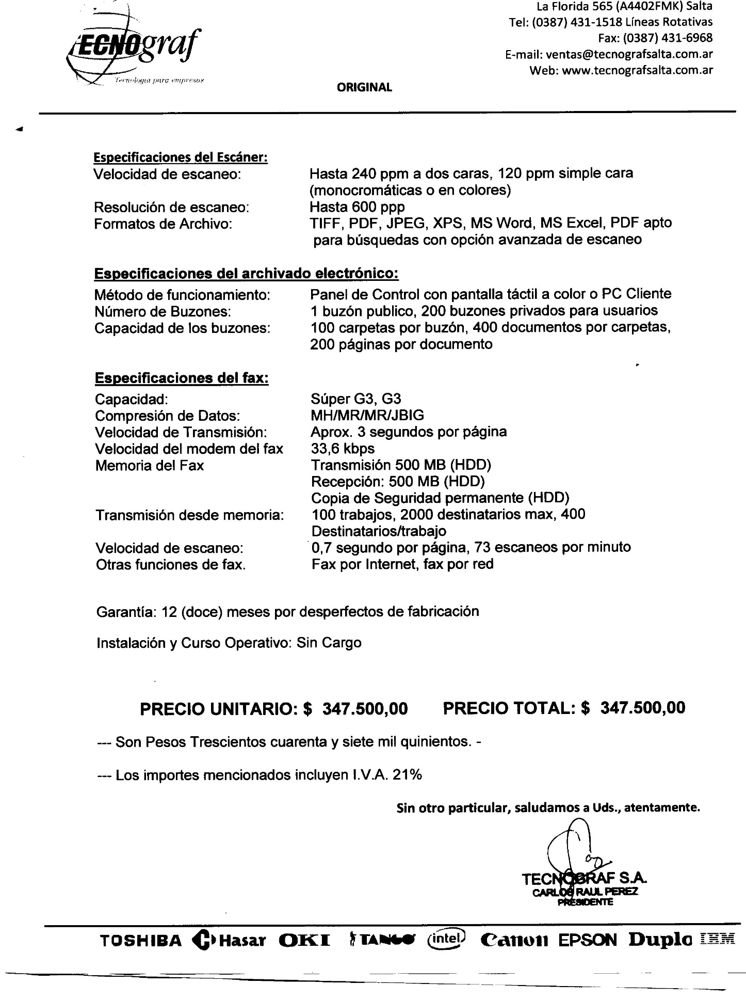 La Florida 565 (A4402FMK) Salta
Tel: (0387) 431-1518 Líneas Rotativas
Fax: (0387) 431-6968
E-mail: ventas@tecnografsalta.com.ar
Web: www.tecnografsalta.com.ar
TECNOgraf
Tecnología para empresas
ORIGINAL
Especificaciones del Escáner:
Velocidad de escaneo: Hasta 240 ppm a dos caras, 120 ppm simple cara
(monocromáticas o en colores)
Resolución de escaneo: Hasta 600 ppp
Formatos de Archivo: TIFF, PDF, JPEG, XPS, MS Word, MS Excel, PDF apto
para búsquedas con opción avanzada de escaneo
Especificaciones del archivado electrónico:
Método de funcionamiento: Panel de Control con pantalla táctil a color o PC Cliente
Número de Buzones: 1 buzón publico, 200 buzones privados para usuarios
Capacidad de los buzones: 100 carpetas por buzón, 400 documentos por carpetas,
200 páginas por documento
Especificaciones del fax:
Capacidad: Súper G3, G3
Compresión de Datos: MH/MR/MR/JBIG
Velocidad de Transmisión: Aprox. 3 segundos por página
Velocidad del modem del fax 33,6 kbps
Memoria del Fax Transmisión 500 MB (HDD)
Recepción: 500 MB (HDD)
Copia de Seguridad permanente (HDD)
Transmisión desde memoria: 100 trabajos, 2000 destinatarios max, 400
Destinatarios/trabajo
Velocidad de escaneo: 0,7 segundo por página, 73 escaneos por minuto
Otras funciones de fax. Fax por Internet, fax por red
Garantía: 12 (doce) meses por desperfectos de fabricación
Instalación y Curso Operativo: Sin Cargo
PRECIO UNITARIO: $ 347.500,00 PRECIO TOTAL: $ 347.500,00
--- Son Pesos Trescientos cuarenta y siete mil quinientos. -
--- Los importes mencionados incluyen I.V.A. 21%
Sin otro particular, saludamos a Uds., atentamente.
TECNOGRAF S.A.
CARLOS RAUL PEREZ
PRESIDENTE
TOSHIBA Hasar OKI TANGO intel Canon EPSON Duplo IBM